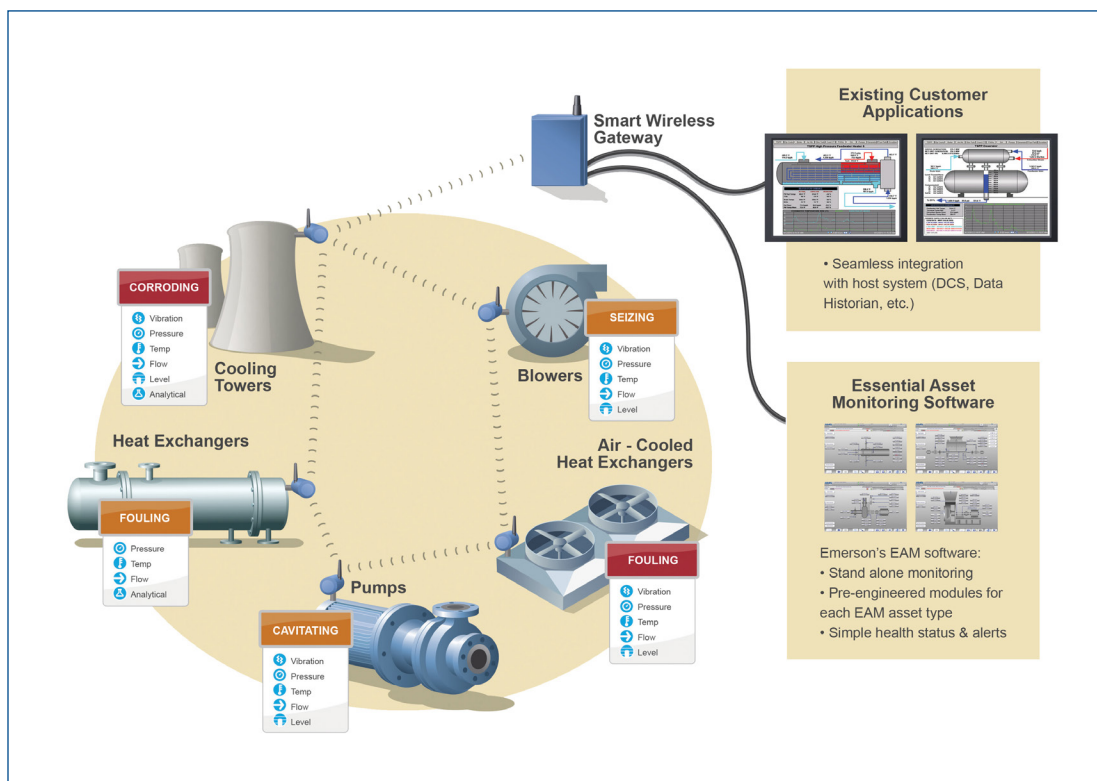 Smart Wireless
Gateway
Existing Customer
Applications
• Seamless integration
with host system (DCS, Data
Historian, etc.)
CORRODING
Vibration
Pressure
Temp
Flow
Level
Analytical
Cooling
Towers
SEIZING
Vibration
Pressure
Temp
Flow
Level
Blowers
Essential Asset
Monitoring Software
Emerson's EAM software:
• Stand alone monitoring
• Pre-engineered modules for
each EAM asset type
• Simple health status & alerts
Heat Exchangers
FOULING
Pressure
Temp
Flow
Analytical
Air - Cooled
Heat Exchangers
FOULING
Vibration
Pressure
Temp
Flow
Level
Pumps
CAVITATING
Vibration
Pressure
Temp
Flow
Level